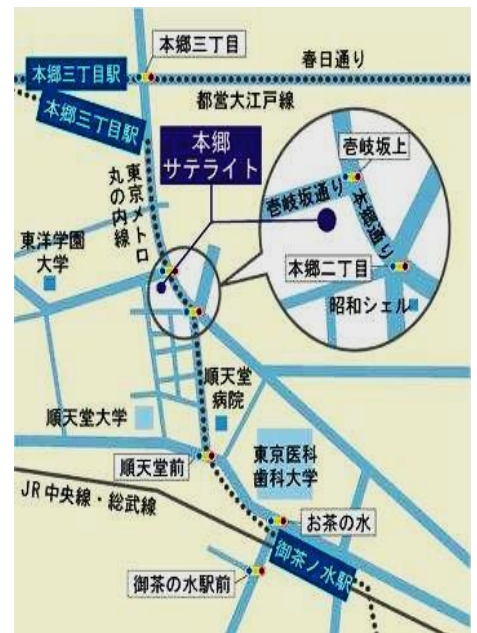 本郷三丁目
春日通り
本郷三丁目駅
都営大江戸線
本郷三丁目駅
本郷
サテライト
壱岐坂上
東京メトロ
丸の内線
壱岐坂通り
本郷通り
東洋学園
大学
本郷二丁目
昭和シェル
順天堂
病院
順天堂大学
順天堂前
東京医科
歯科大学
JR中央線・総武線
お茶の水
御茶ノ水駅
御茶の水駅前